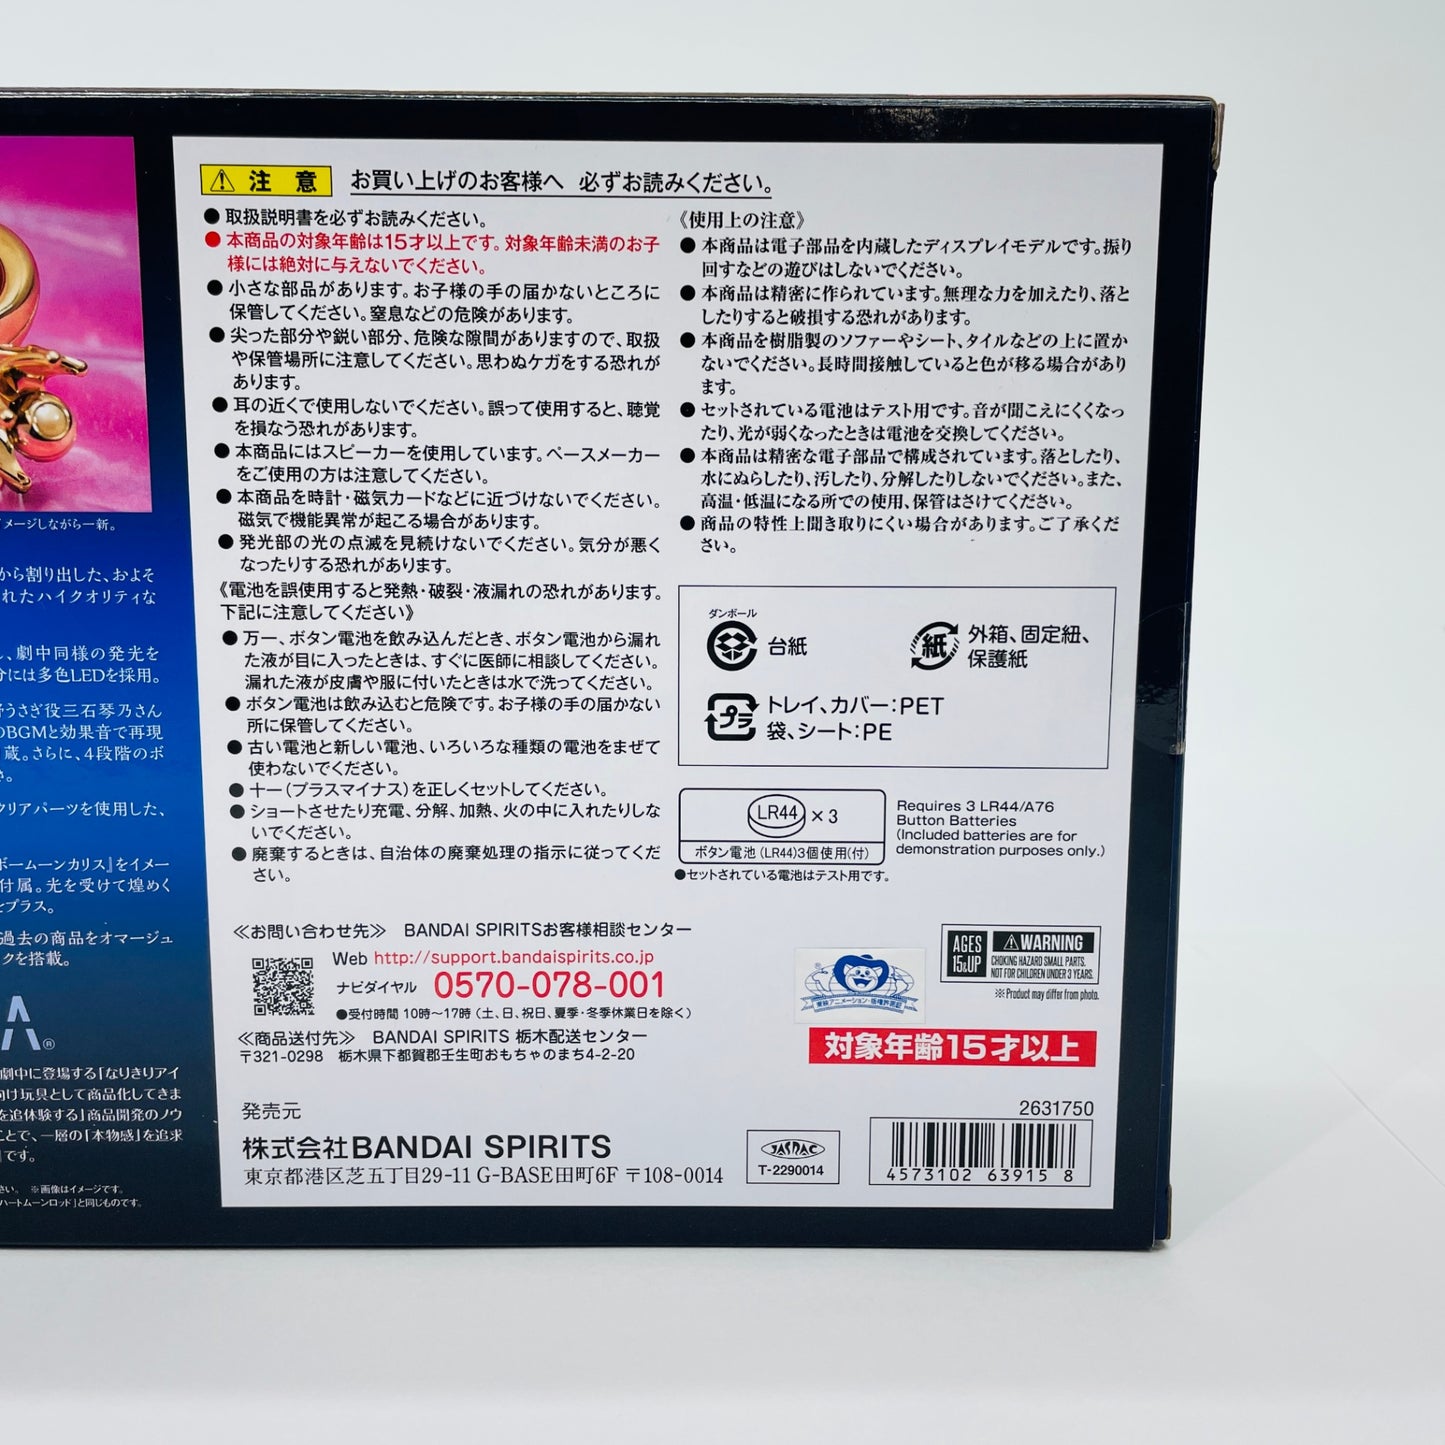 メージしながら一新。
から割り出した、およそ
れたハイクオリティな
、劇中同様の発光を
分には多色LEDを採用。
野うさぎ役三石琴乃さん
のBGMと効果音で再現
蔵。さらに、4段階のボ
クリアパーツを使用した、
ボームーンカリス』をイメー
付属。光を受けて煌めく
とプラス。
過去の商品をオマージュ
クを搭載。
A®
劇中に登場する「なりきりアイ
向け玩具として商品化してきま
を追体験する」商品開発のノウ
ことで、一層の「本物感」を追求
」です。
さい。 ※画像はイメージです。
ハートムーンロッド」と同じものです。
注 意
お買い上げのお客様へ 必ずお読みください。
●取扱説明書を必ずお読みください。
●本商品の対象年齢は15才以上です。対象年齢未満のお子
様には絶対に与えないでください。
●小さな部品があります。お子様の手の届かないところに
保管してください。窒息などの危険があります。
●尖った部分や鋭い部分、危険な隙間がありますので、取扱
や保管場所に注意してください。思わぬケガをする恐れが
あります。
●耳の近くで使用しないでください。誤って使用すると、聴覚
を損なう恐れがあります。
●本商品にはスピーカーを使用しています。ペースメーカー
をご使用の方は注意してください。
●本商品を時計・磁気カードなどに近づけないでください。
磁気で機能異常が起こる場合があります。
●発光部の光の点滅を見続けないでください。気分が悪く
なったりする恐れがあります。
《電池を誤使用すると発熱・破裂・液漏れの恐れがあります。
下記に注意してください》
●万一、ボタン電池を飲み込んだとき、ボタン電池から漏れ
た液が目に入ったときは、すぐに医師に相談してください。
漏れた液が皮膚や服に付いたときは水で洗ってください。
●ボタン電池は飲み込むと危険です。お子様の手の届かない
所に保管してください。
●古い電池と新しい電池、いろいろな種類の電池をまぜて
使わないでください。
●＋－(プラスマイナス)を正しくセットしてください。
●ショートさせたり充電、分解、加熱、火の中に入れたりしな
いでください。
●廃棄するときは、自治体の廃棄処理の指示に従ってくだ
さい。
《使用上の注意》
●本商品は電子部品を内蔵したディスプレイモデルです。振り
回すなどの遊びはしないでください。
●本商品は精密に作られています。無理な力を加えたり、落と
したりすると破損する恐れがあります。
●本商品を樹脂製のソファーやシート、タイルなどの上に置か
ないでください。長時間接触していると色が移る場合があり
ます。
●セットされている電池はテスト用です。音が聞こえにくくなっ
たり、光が弱くなったときは電池を交換してください。
●本商品は精密な電子部品で構成されています。落としたり、
水にぬらしたり、汚したり、分解したりしないでください。また、
高温・低温になる所での使用、保管はさけてください。
●商品の特性上聞き取りにくい場合があります。ご了承くだ
さい。
ダンボール
台紙
紙
外箱、固定紐、
保護紙
プラ
トレイ、カバー：PET
袋、シート：PE
LR44 ×3
ボタン電池(LR44)3個使用(付)
●セットされている電池はテスト用です。
Requires 3 LR44/A76
Button Batteries
(Included batteries are for
demonstration purposes only.)
≪お問い合わせ先≫ BANDAI SPIRITSお客様相談センター
Web http://support.bandaispirits.co.jp
ナビダイヤル 0570-078-001
●受付時間 10時～17時(土、日、祝日、夏季・冬季休業日を除く)
≪商品送付先≫ BANDAI SPIRITS 栃木配送センター
〒321-0298 栃木県下都賀郡壬生町おもちゃのまち4-2-20
東映アニメーション・版権許諾証
AGES
15&UP
WARNING
CHOKING HAZARD SMALL PARTS.
NOT FOR CHILDREN UNDER 3 YEARS.
※Product may differ from photo.
対象年齢15才以上
発売元
株式会社BANDAI SPIRITS
東京都港区芝五丁目29-11 G-BASE田町6F 〒108-0014
JASRAC
T-2290014
2631750
4573102 63915 8